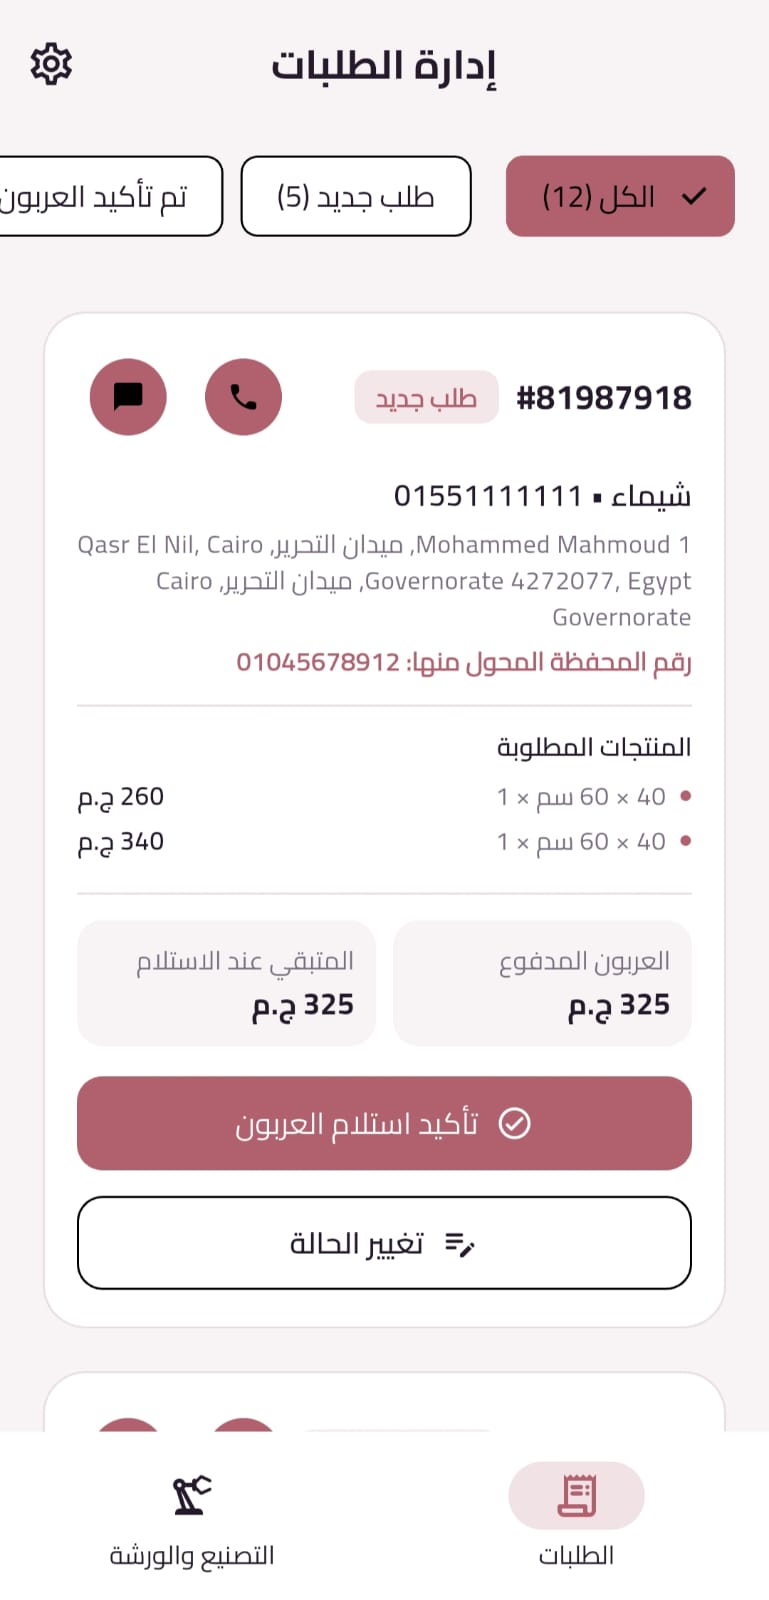 إدارة الطلبات
الكل (12)
طلب جديد (5)
تم تأكيد العربون
#81987918
طلب جديد
شيماء • 01551111111
1 Mohammed Mahmoud, ميدان التحرير, Qasr El Nil, Cairo
Governorate 4272077, Egypt, ميدان التحرير, Cairo
Governorate
رقم المحفظة المحول منها: 01045678912
المنتجات المطلوبة
• 40 × 60 سم × 1
260 ج.م
• 40 × 60 سم × 1
340 ج.م
العربون المدفوع
325 ج.م
المتبقي عند الاستلام
325 ج.م
تأكيد استلام العربون
تغيير الحالة
الطلبات
التصنيع والورشة